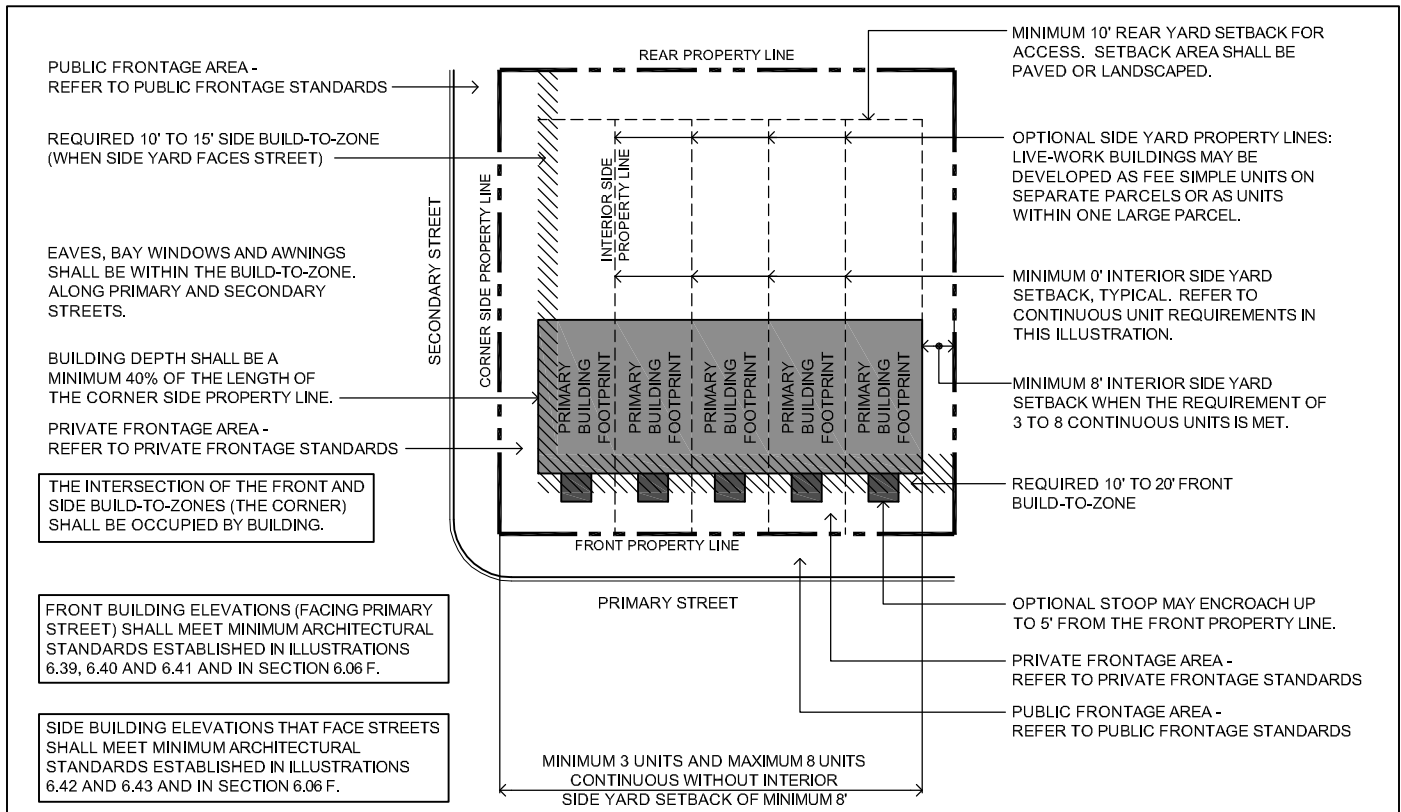 PUBLIC FRONTAGE AREA -
REFER TO PUBLIC FRONTAGE STANDARDS
REQUIRED 10' TO 15' SIDE BUILD-TO-ZONE
(WHEN SIDE YARD FACES STREET)
EAVES, BAY WINDOWS AND AWNINGS
SHALL BE WITHIN THE BUILD-TO-ZONE.
ALONG PRIMARY AND SECONDARY
STREETS.
BUILDING DEPTH SHALL BE A
MINIMUM 40% OF THE LENGTH OF
THE CORNER SIDE PROPERTY LINE.
PRIVATE FRONTAGE AREA -
REFER TO PRIVATE FRONTAGE STANDARDS
THE INTERSECTION OF THE FRONT AND
SIDE BUILD-TO-ZONES (THE CORNER)
SHALL BE OCCUPIED BY BUILDING.
FRONT BUILDING ELEVATIONS (FACING PRIMARY
STREET) SHALL MEET MINIMUM ARCHITECTURAL
STANDARDS ESTABLISHED IN ILLUSTRATIONS
6.39, 6.40 AND 6.41 AND IN SECTION 6.06 F.
SIDE BUILDING ELEVATIONS THAT FACE STREETS
SHALL MEET MINIMUM ARCHITECTURAL
STANDARDS ESTABLISHED IN ILLUSTRATIONS
6.42 AND 6.43 AND IN SECTION 6.06 F.
REAR PROPERTY LINE
SECONDARY STREET
CORNER SIDE PROPERTY LINE
INTERIOR SIDE
PROPERTY LINE
PRIMARY
BUILDING
FOOTPRINT
PRIMARY
BUILDING
FOOTPRINT
PRIMARY
BUILDING
FOOTPRINT
PRIMARY
BUILDING
FOOTPRINT
PRIMARY
BUILDING
FOOTPRINT
FRONT PROPERTY LINE
PRIMARY STREET
MINIMUM 3 UNITS AND MAXIMUM 8 UNITS
CONTINUOUS WITHOUT INTERIOR
SIDE YARD SETBACK OF MINIMUM 8'
MINIMUM 10' REAR YARD SETBACK FOR
ACCESS. SETBACK AREA SHALL BE
PAVED OR LANDSCAPED.
OPTIONAL SIDE YARD PROPERTY LINES:
LIVE-WORK BUILDINGS MAY BE
DEVELOPED AS FEE SIMPLE UNITS ON
SEPARATE PARCELS OR AS UNITS
WITHIN ONE LARGE PARCEL.
MINIMUM 0' INTERIOR SIDE YARD
SETBACK, TYPICAL. REFER TO
CONTINUOUS UNIT REQUIREMENTS IN
THIS ILLUSTRATION.
MINIMUM 8' INTERIOR SIDE YARD
SETBACK WHEN THE REQUIREMENT OF
3 TO 8 CONTINUOUS UNITS IS MET.
REQUIRED 10' TO 20' FRONT
BUILD-TO-ZONE
OPTIONAL STOOP MAY ENCROACH UP
TO 5' FROM THE FRONT PROPERTY LINE.
PRIVATE FRONTAGE AREA -
REFER TO PRIVATE FRONTAGE STANDARDS
PUBLIC FRONTAGE AREA -
REFER TO PUBLIC FRONTAGE STANDARDS